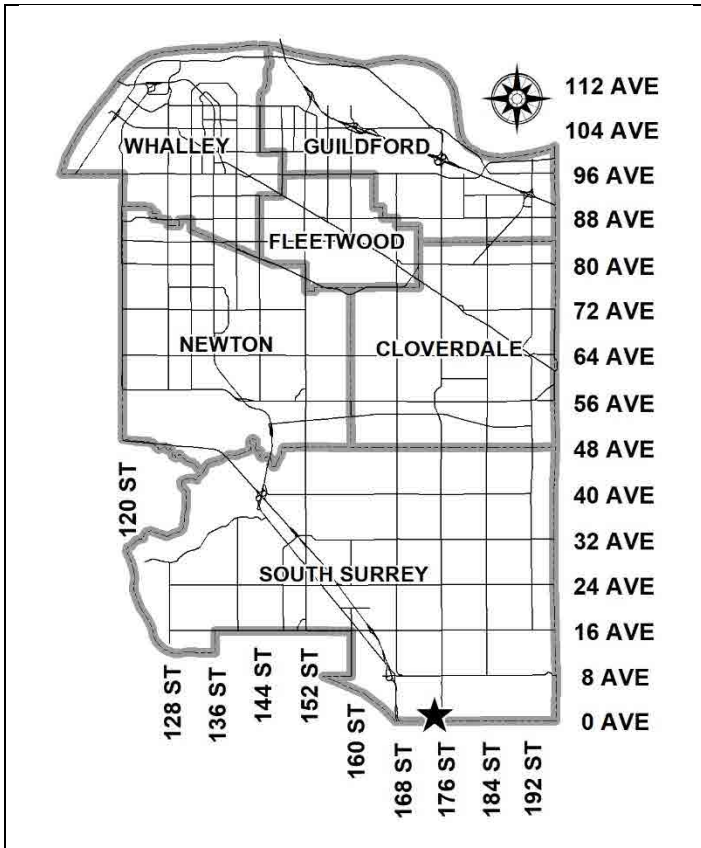 112 AVE
104 AVE
WHALLEY GUILDFORD
96 AVE
88 AVE
FLEETWOOD
80 AVE
72 AVE
NEWTON CLOVERDALE
64 AVE
56 AVE
48 AVE
120 ST
40 AVE
32 AVE
SOUTH SURREY
24 AVE
16 AVE
8 AVE
128 ST
136 ST
144 ST
152 ST
160 ST
0 AVE
168 ST
176 ST
184 ST
192 ST